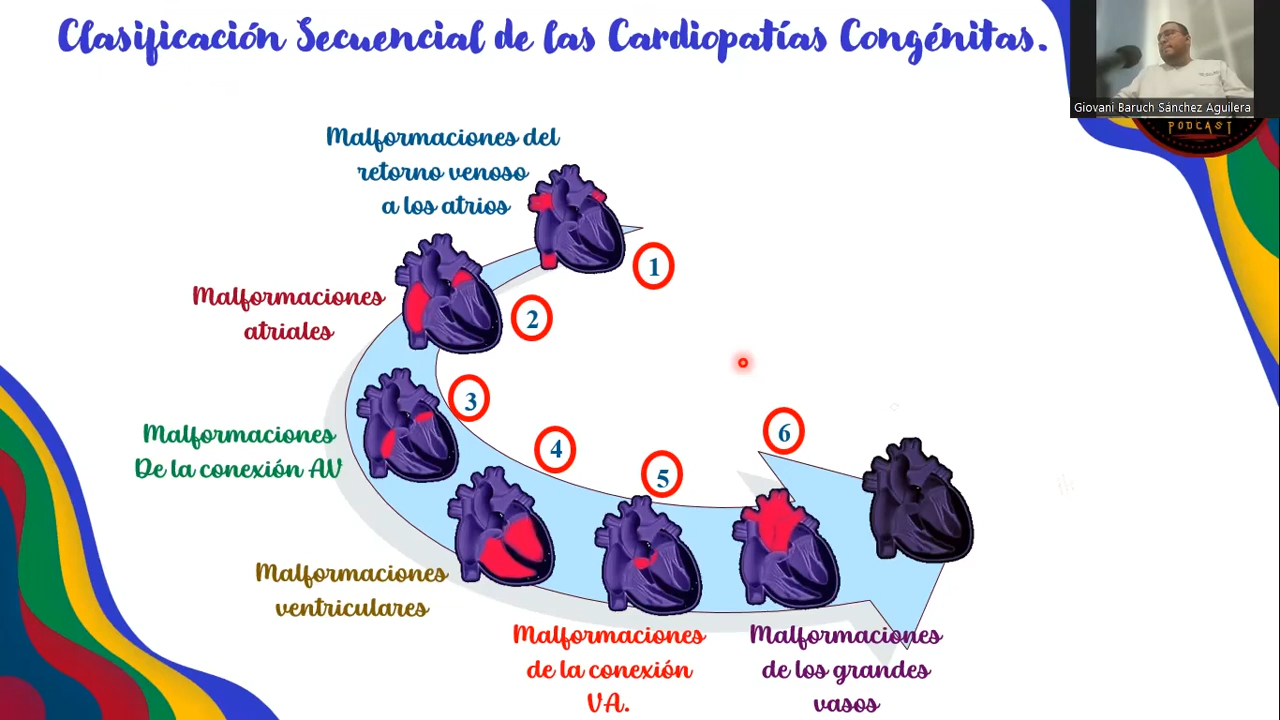 Clasificación Secuencial de las Cardiopatías Congénitas.
Giovani Baruch Sánchez Aguilera
PODCAST
Malformaciones del
retorno venoso
a los atrios
1
Malformaciones
atriales
2
Malformaciones
De la conexión AV
3
Malformaciones
ventriculares
4
Malformaciones
de la conexión
VA.
5
Malformaciones
de los grandes
vasos
6